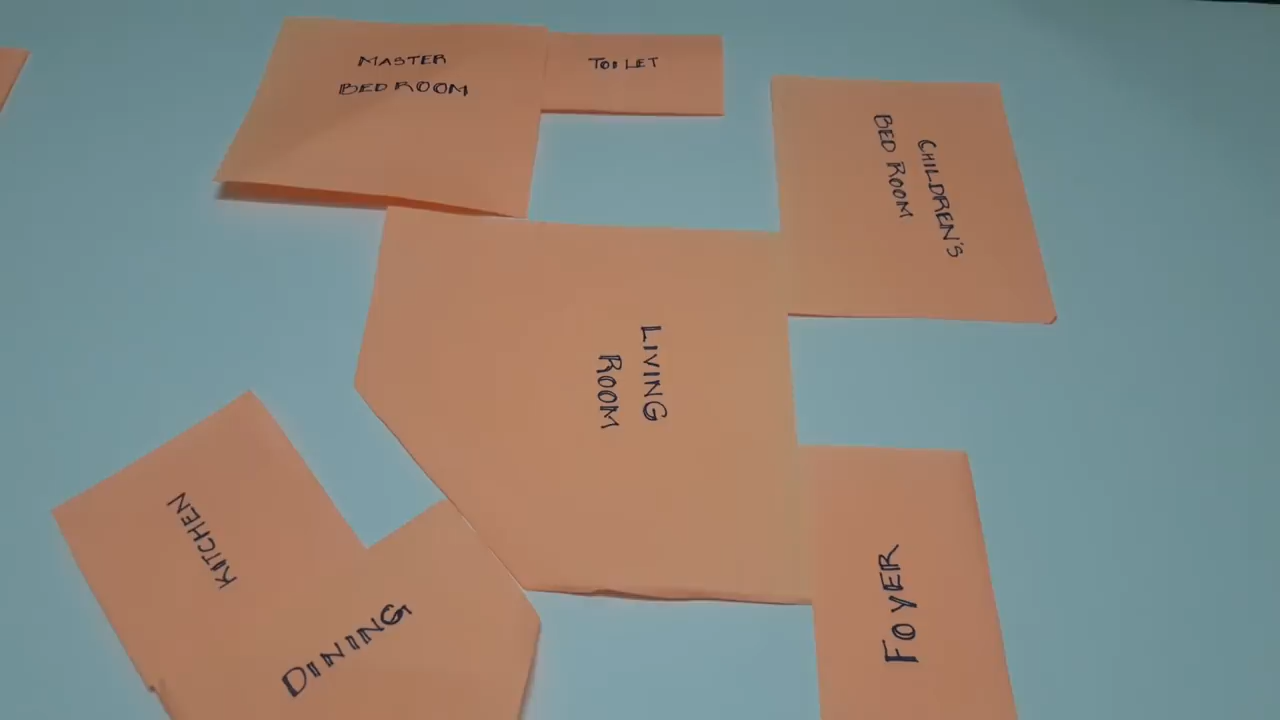 MASTER
BED ROOM
TOILET
CHILDREN'S
BED ROOM
LIVING
ROOM
KITCHEN
DINING
FOYER